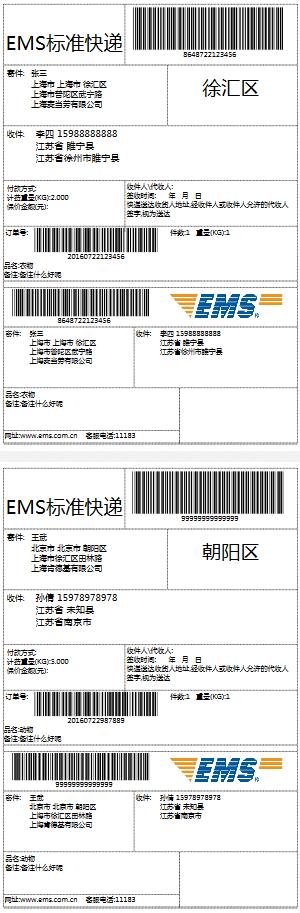 EMS标准快递
8648722123456
寄件: 张三
上海市 上海市 徐汇区
上海市普陀区武宁路
上海麦当劳有限公司
徐汇区
收件: 李四 15988888888
江苏省 睢宁县
江苏省徐州市睢宁县
付款方式:
计费重量(KG):2.000
保价金额(元):
收件人\代收人:
签收时间: 年 月 日
快递送达收货人地址,经收件人或收件人允许的代收人签字,视为送达
订单号:
20160722123456
件数:1 重量(KG):1
品名:衣物
备注:备注什么好呢
8648722123456
EMS
寄件: 张三
上海市 上海市 徐汇区
上海市普陀区武宁路
上海麦当劳有限公司
收件: 李四 15988888888
江苏省 睢宁县
江苏省徐州市睢宁县
品名:衣物
备注:备注什么好呢
网址:www.ems.com.cn 客服电话:11183
EMS标准快递
99999999999999
寄件: 王武
北京市 北京市 朝阳区
上海市徐汇区田林路
上海肯德基有限公司
朝阳区
收件: 孙倩 15978978978
江苏省 未知县
江苏省南京市
付款方式:
计费重量(KG):5.000
保价金额(元):
收件人\代收人:
签收时间: 年 月 日
快递送达收货人地址,经收件人或收件人允许的代收人签字,视为送达
订单号:
20160722987889
件数:1 重量(KG):1
品名:动物
备注:备注什么好呢
99999999999999
EMS
寄件: 王武
北京市 北京市 朝阳区
上海市徐汇区田林路
上海肯德基有限公司
收件: 孙倩 15978978978
江苏省 未知县
江苏省南京市
品名:动物
备注:备注什么好呢
网址:www.ems.com.cn 客服电话:11183